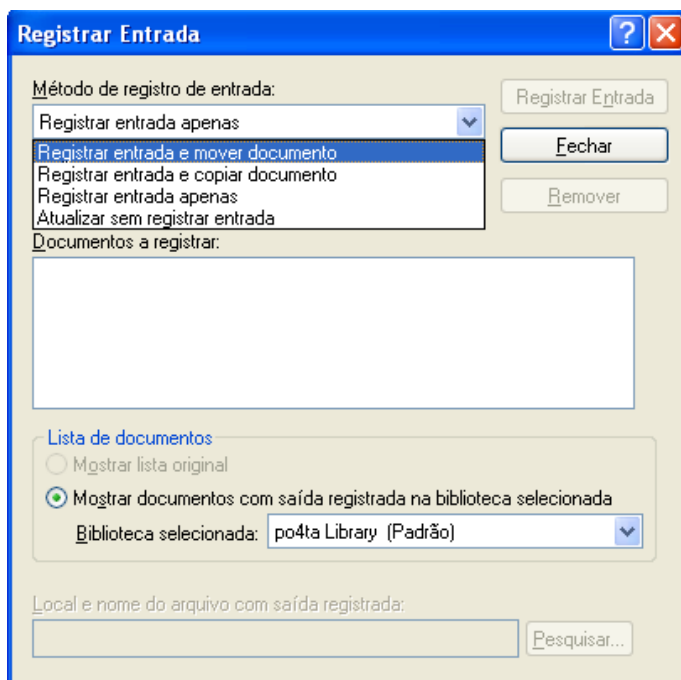 Registrar Entrada
Método de registro de entrada:
Registrar entrada apenas
Registrar Entrada
Registrar entrada e mover documento
Registrar entrada e copiar documento
Registrar entrada apenas
Atualizar sem registrar entrada
Fechar
Remover
Documentos a registrar:
Lista de documentos
Mostrar lista original
Mostrar documentos com saída registrada na biblioteca selecionada
Biblioteca selecionada: po4ta Library (Padrão)
Local e nome do arquivo com saída registrada:
Pesquisar...